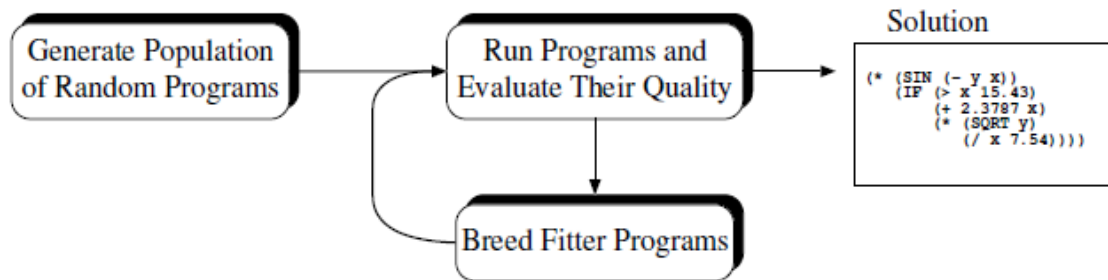 Generate Population
of Random Programs
Run Programs and
Evaluate Their Quality
Breed Fitter Programs
Solution
(* (SIN (- y x))
(IF (> x 15.43)
(+ 2.3787 x)
(* (SQRT y)
(/ x 7.54))))